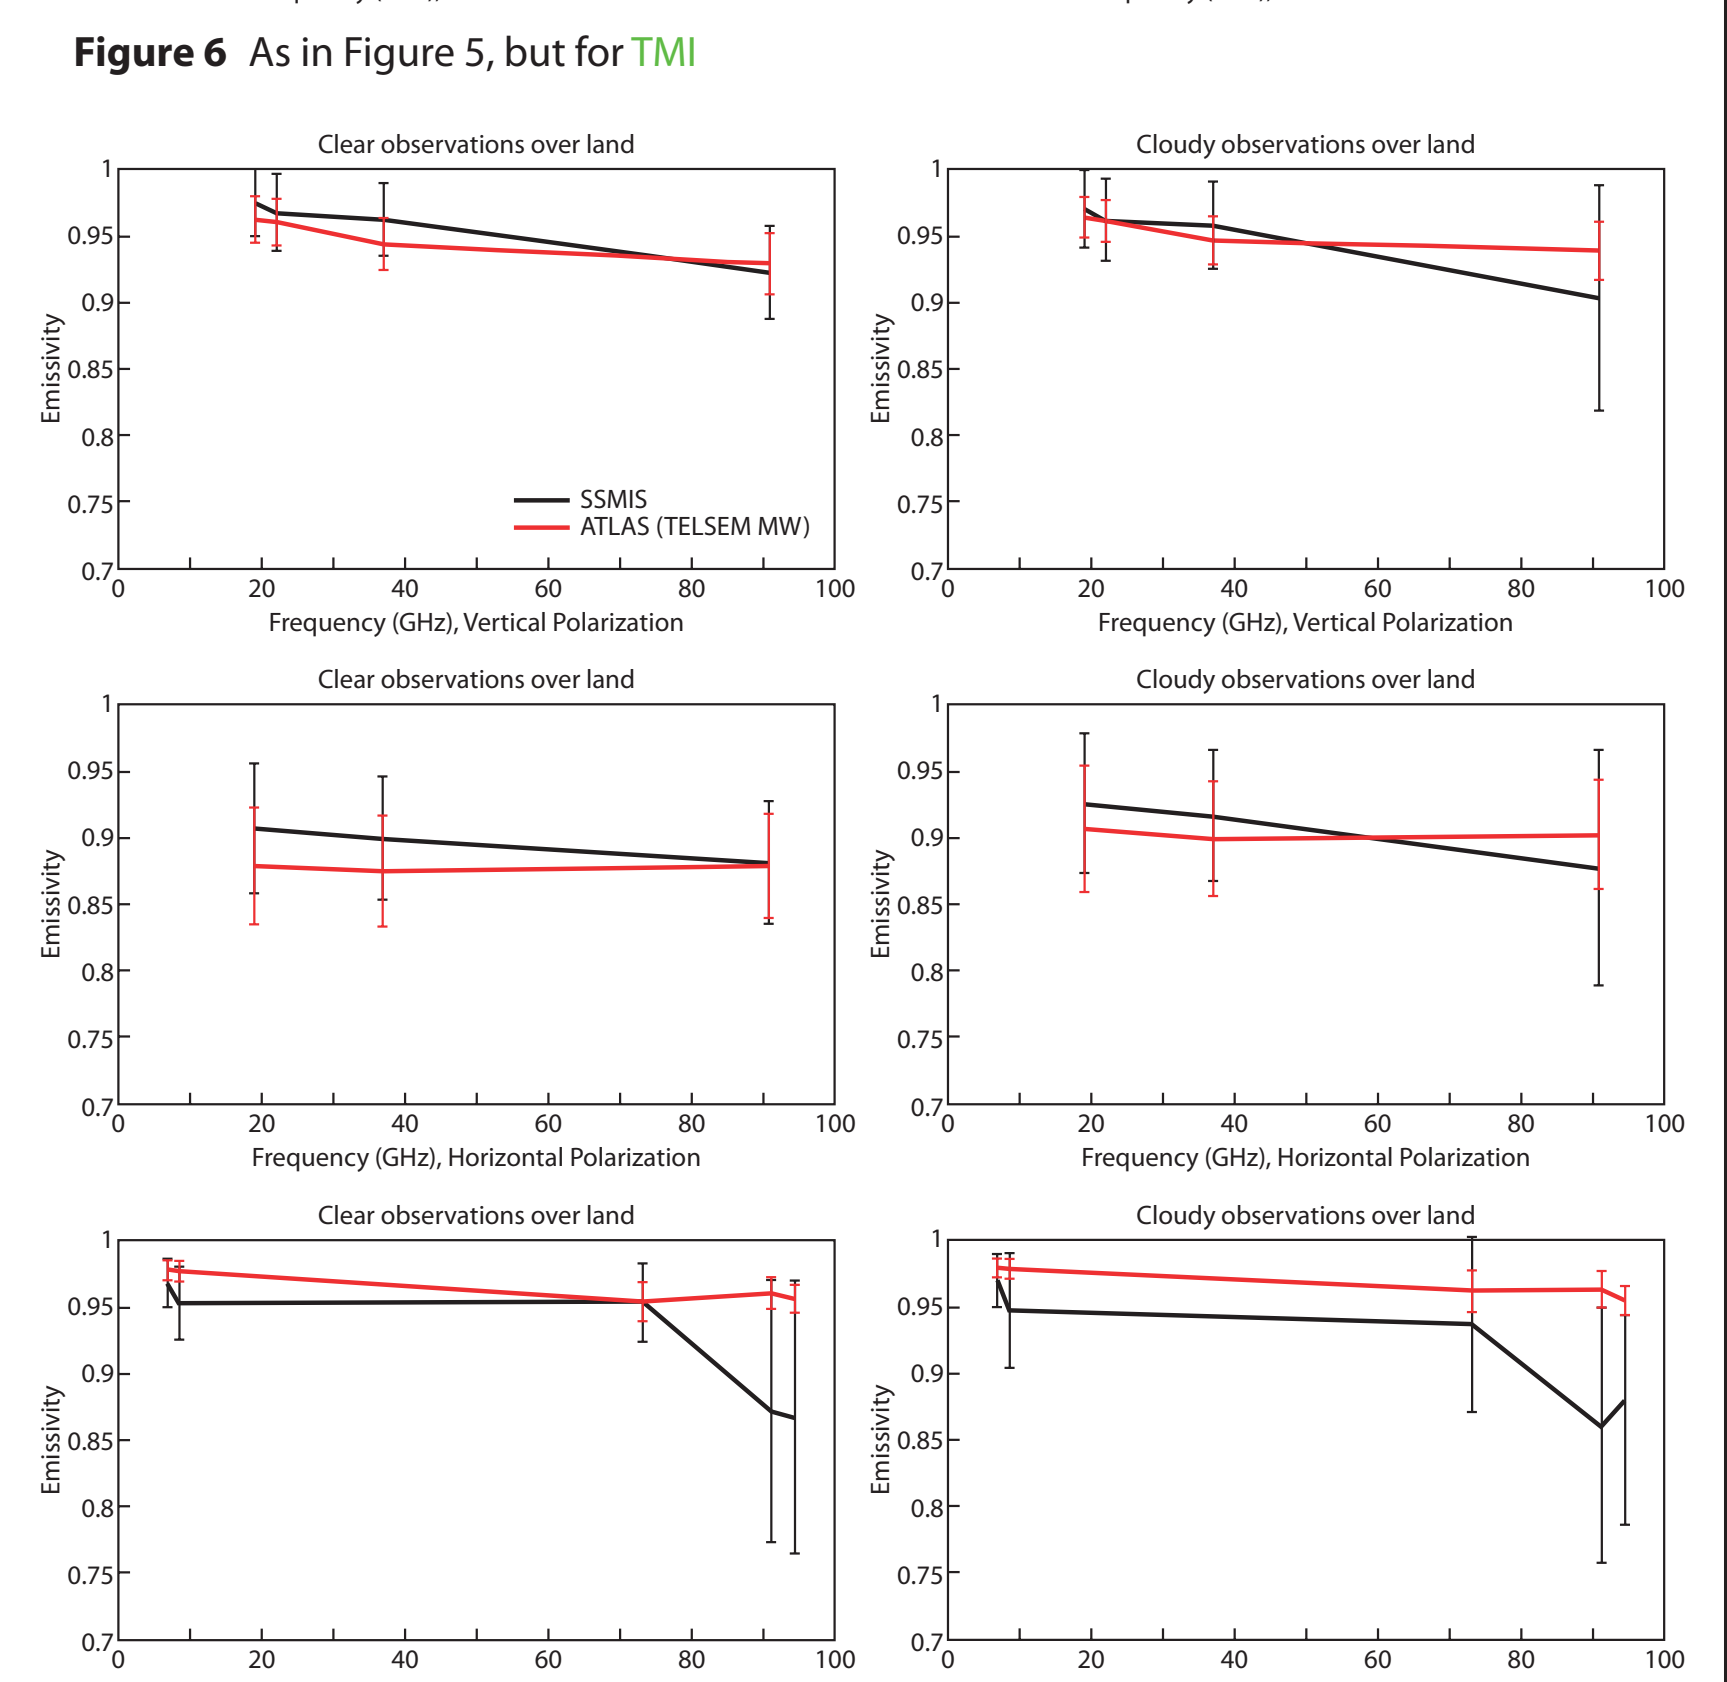 Figure 6 As in Figure 5, but for TMI
Clear observations over land
1
0.95
0.9
0.85
0.8
0.75
0.7
Emissivity
SSMIS
ATLAS (TELSEM MW)
0 20 40 60 80 100
Frequency (GHz), Vertical Polarization
Cloudy observations over land
1
0.95
0.9
0.85
0.8
0.75
0.7
Emissivity
0 20 40 60 80 100
Frequency (GHz), Vertical Polarization
Clear observations over land
1
0.95
0.9
0.85
0.8
0.75
0.7
Emissivity
0 20 40 60 80 100
Frequency (GHz), Horizontal Polarization
Cloudy observations over land
1
0.95
0.9
0.85
0.8
0.75
0.7
Emissivity
0 20 40 60 80 100
Frequency (GHz), Horizontal Polarization
Clear observations over land
1
0.95
0.9
0.85
0.8
0.75
0.7
Emissivity
0 20 40 60 80 100
Cloudy observations over land
1
0.95
0.9
0.85
0.8
0.75
0.7
Emissivity
0 20 40 60 80 100